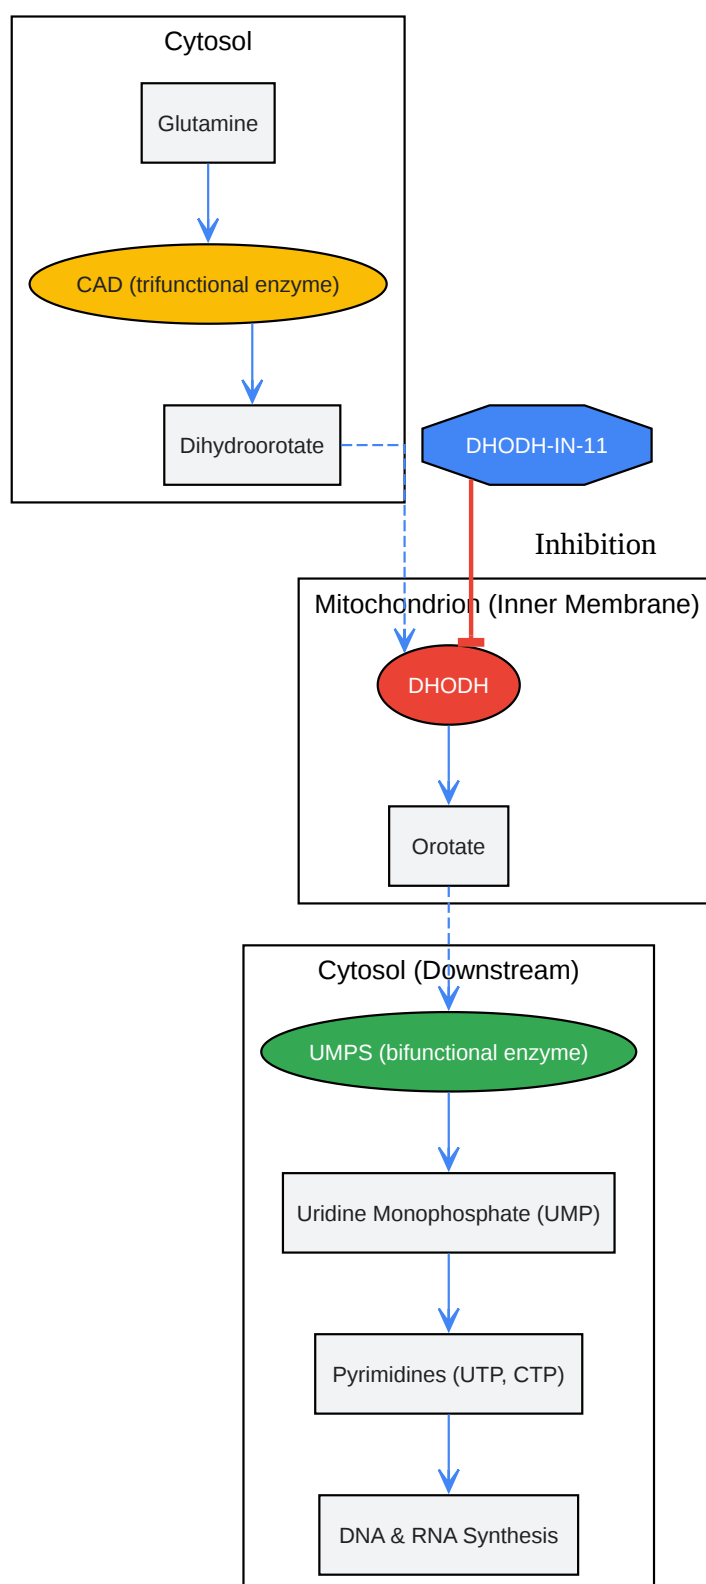 Cytosol
Glutamine
CAD (trifunctional enzyme)
Dihydroorotate
DHODH-IN-11
Inhibition
Mitochondrion (Inner Membrane)
DHODH
Orotate
Cytosol (Downstream)
UMPS (bifunctional enzyme)
Uridine Monophosphate (UMP)
Pyrimidines (UTP, CTP)
DNA & RNA Synthesis